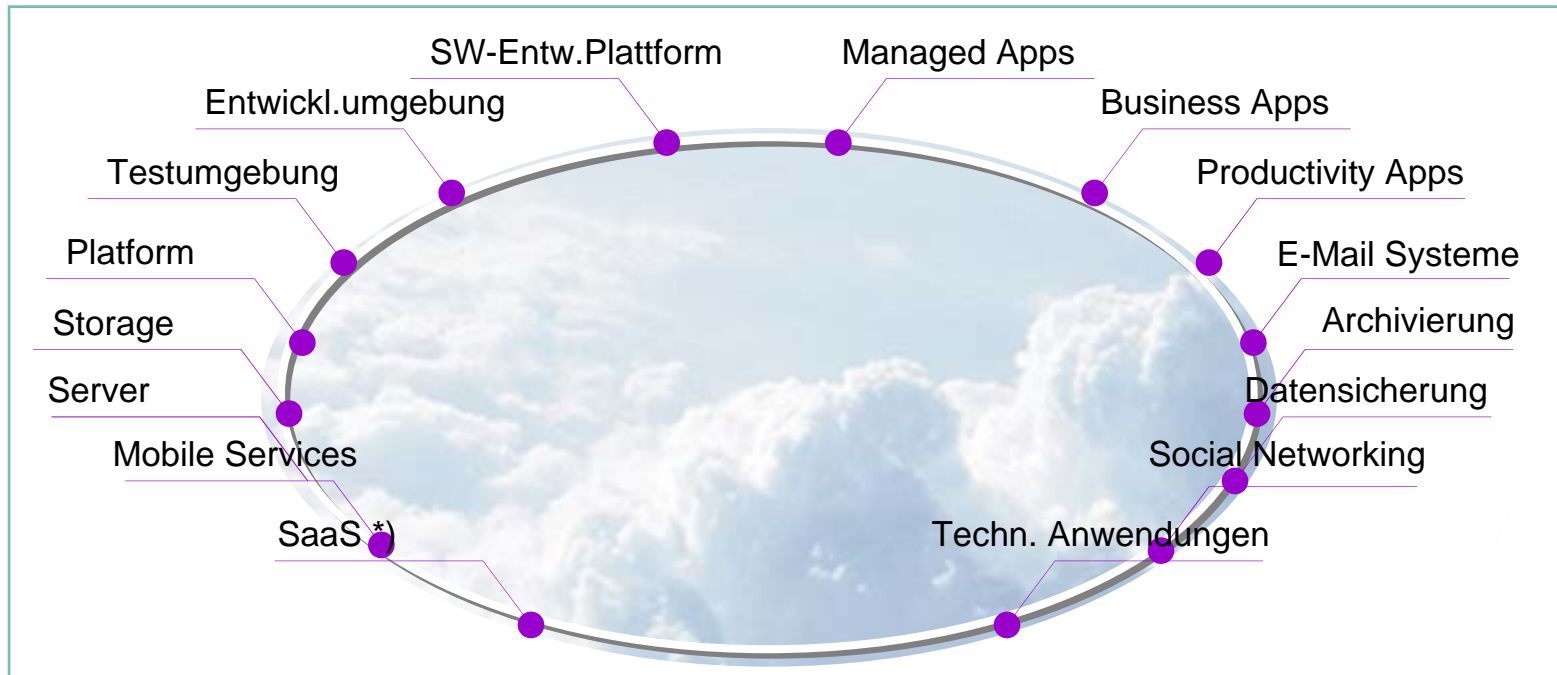 SW-Entw.Plattform
Managed Apps
Entwickl.umgebung
Business Apps
Testumgebung
Productivity Apps
Platform
E-Mail Systeme
Storage
Archivierung
Server
Datensicherung
Mobile Services
Social Networking
SaaS *)
Techn. Anwendungen